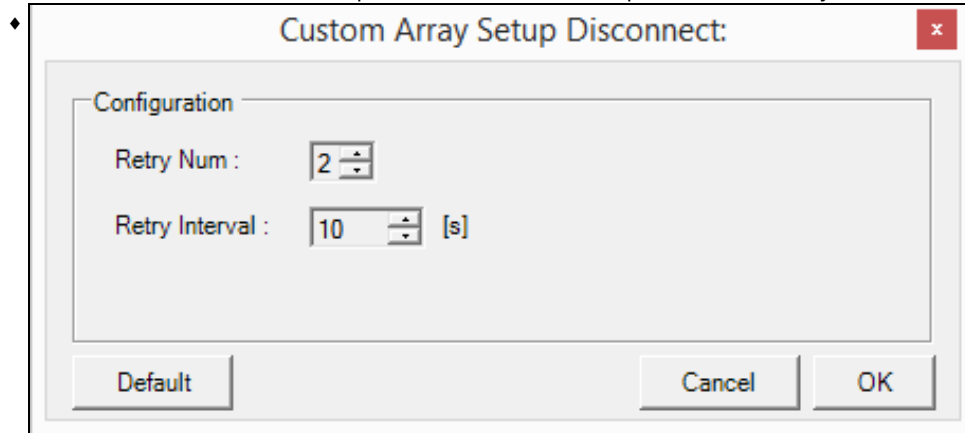 Custom Array Setup Disconnect:
x
Configuration
Retry Num : 2
Retry Interval : 10 [s]
Default Cancel OK